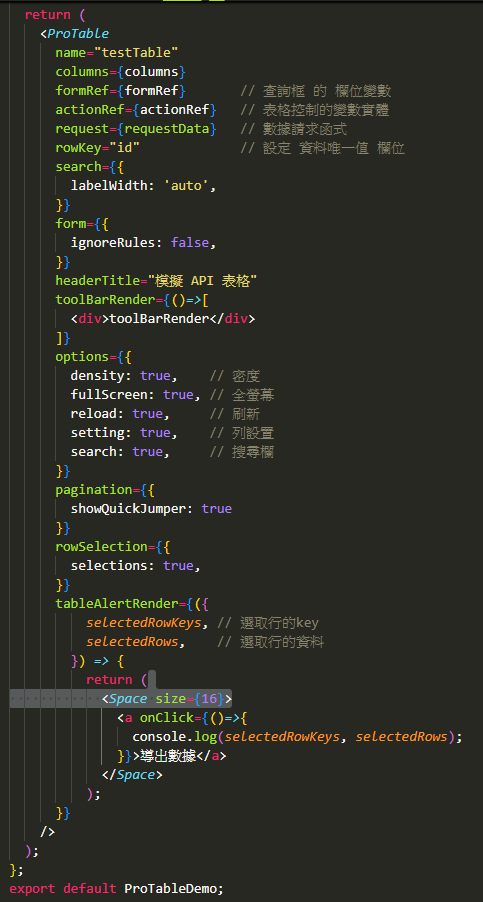 return (
<ProTable
name="testTable"
columns={columns}
formRef={formRef} // 查詢框 的 欄位變數
actionRef={actionRef} // 表格控制的變數實體
request={requestData} // 數據請求函式
rowKey="id" // 設定 資料唯一值 欄位
search={{
labelWidth: 'auto',
}}
form={{
ignoreRules: false,
}}
headerTitle="模擬 API 表格"
toolBarRender={()=>[
<div>toolBarRender</div>
]}
options={{
density: true, // 密度
fullScreen: true, // 全螢幕
reload: true, // 刷新
setting: true, // 列設置
search: true, // 搜尋欄
}}
pagination={{
showQuickJumper: true
}}
rowSelection={{
selections: true,
}}
tableAlertRender={({
selectedRowKeys, // 選取行的key
selectedRows, // 選取行的資料
}) => {
return (
<Space size={16}>
<a onClick={()=>{
console.log(selectedRowKeys, selectedRows);
}}>導出數據</a>
</Space>
);
}}
/>
);
};
export default ProTableDemo;